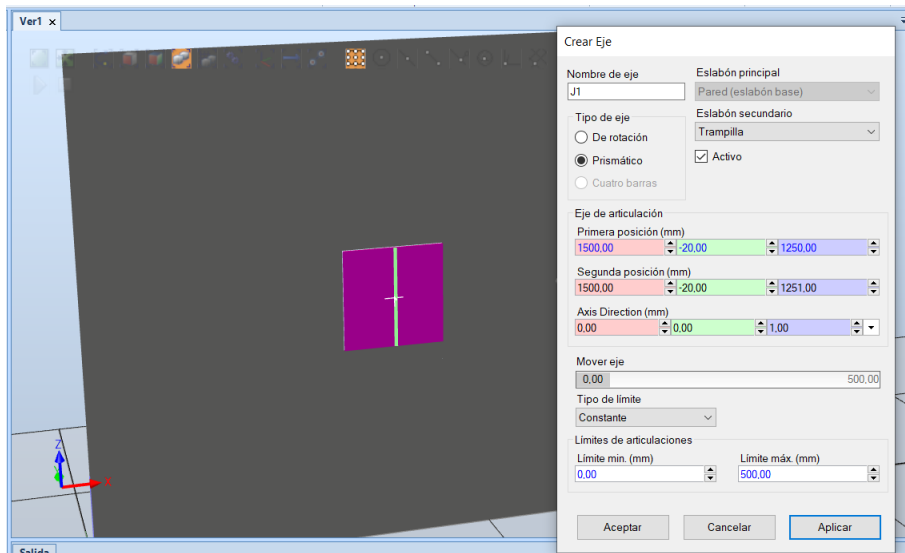 Ver1 x
Crear Eje
Nombre de eje
J1
Eslabón principal
Pared (eslabón base)
Tipo de eje
De rotación
Prismático
Cuatro barras
Eslabón secundario
Trampilla
Activo
Eje de articulación
Primera posición (mm)
1500,00 -20,00 1250,00
Segunda posición (mm)
1500,00 -20,00 1251,00
Axis Direction (mm)
0,00 0,00 1,00
Mover eje
0,00 500,00
Tipo de límite
Constante
Límites de articulaciones
Límite min. (mm) Límite máx. (mm)
0,00 500,00
Aceptar Cancelar Aplicar
Z
Y
X
Salida